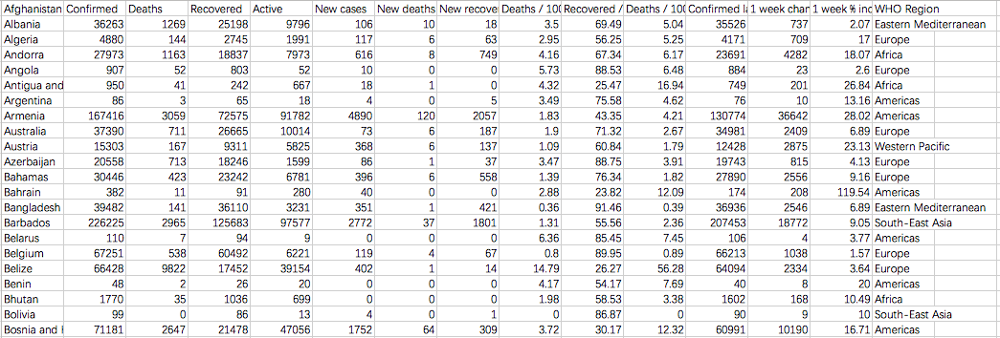 Afghanistan Confirmed Deaths Recovered Active New cases New deaths New recove Deaths / 100 Recovered / Deaths / 100 Confirmed la 1 week chan 1 week % inc WHO Region
Albania 36263 1269 25198 9796 106 10 18 3.5 69.49 5.04 35526 737 2.07 Eastern Mediterranean
Algeria 4880 144 2745 1991 117 6 63 2.95 56.25 5.25 4171 709 17 Europe
Andorra 27973 1163 18837 7973 616 8 749 4.16 67.34 6.17 23691 4282 18.07 Africa
Angola 907 52 803 52 10 0 0 5.73 88.53 6.48 884 23 2.6 Europe
Antigua and 950 41 242 667 18 1 0 4.32 25.47 16.94 749 201 26.84 Africa
Argentina 86 3 65 18 4 0 5 3.49 75.58 4.62 76 10 13.16 Americas
Armenia 167416 3059 72575 91782 4890 120 2057 1.83 43.35 4.21 130774 36642 28.02 Americas
Australia 37390 711 26665 10014 73 6 187 1.9 71.32 2.67 34981 2409 6.89 Europe
Austria 15303 167 9311 5825 368 6 137 1.09 60.84 1.79 12428 2875 23.13 Western Pacific
Azerbaijan 20558 713 18246 1599 86 1 37 3.47 88.75 3.91 19743 815 4.13 Europe
Bahamas 30446 423 23242 6781 396 6 558 1.39 76.34 1.82 27890 2556 9.16 Europe
Bahrain 382 11 91 280 40 0 0 2.88 23.82 12.09 174 208 119.54 Americas
Bangladesh 39482 141 36110 3231 351 1 421 0.36 91.46 0.39 36936 2546 6.89 Eastern Mediterranean
Barbados 226225 2965 125683 97577 2772 37 1801 1.31 55.56 2.36 207453 18772 9.05 South-East Asia
Belarus 110 7 94 9 0 0 0 6.36 85.45 7.45 106 4 3.77 Americas
Belgium 67251 538 60492 6221 119 4 67 0.8 89.95 0.89 66213 1038 1.57 Europe
Belize 66428 9822 17452 39154 402 1 14 14.79 26.27 56.28 64094 2334 3.64 Europe
Benin 48 2 26 20 0 0 0 4.17 54.17 7.69 40 8 20 Americas
Bhutan 1770 35 1036 699 0 0 0 1.98 58.53 3.38 1602 168 10.49 Africa
Bolivia 99 0 86 13 4 0 1 0 86.87 0 90 9 10 South-East Asia
Bosnia and 71181 2647 21478 47056 1752 64 309 3.72 30.17 12.32 60991 10190 16.71 Americas